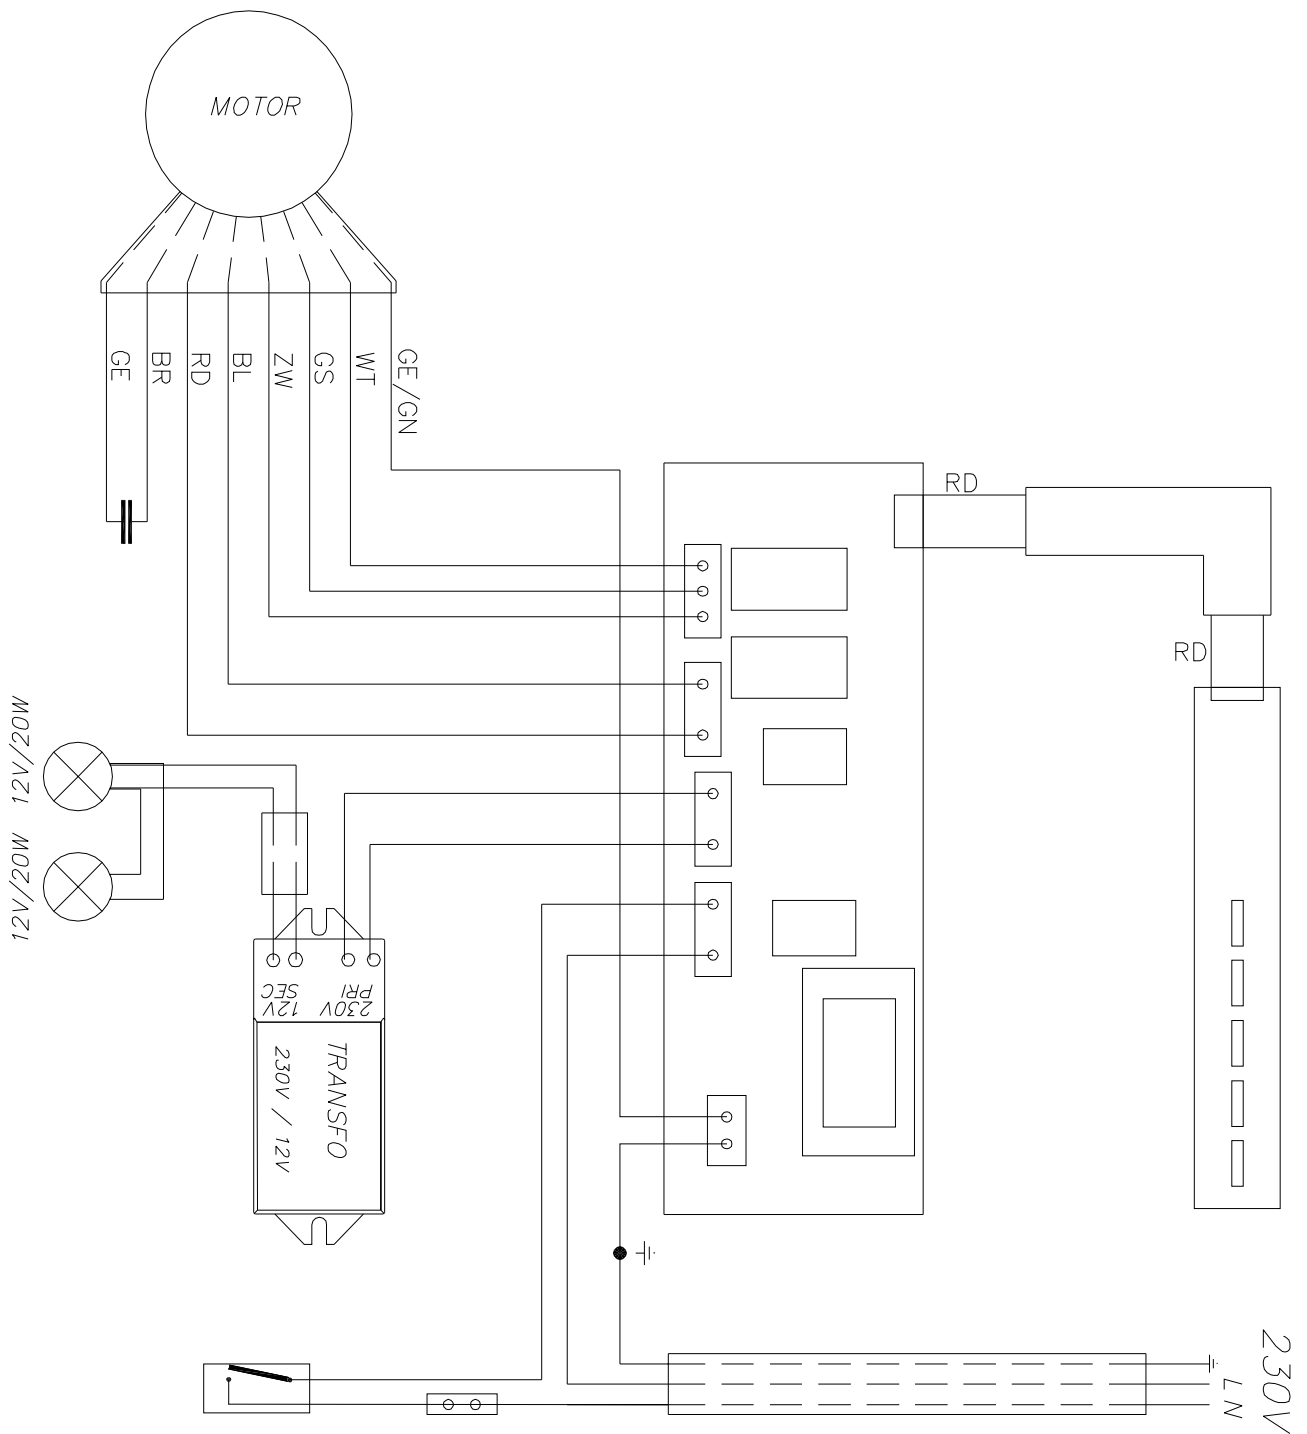 MOTOR
GE
BR
RD
BL
ZW
GS
WT
GE/GN
RD
RD
12V/20W
12V/20W
SEC
PRI
12V
230V
TRANSFO
230V / 12V
230V
L
N